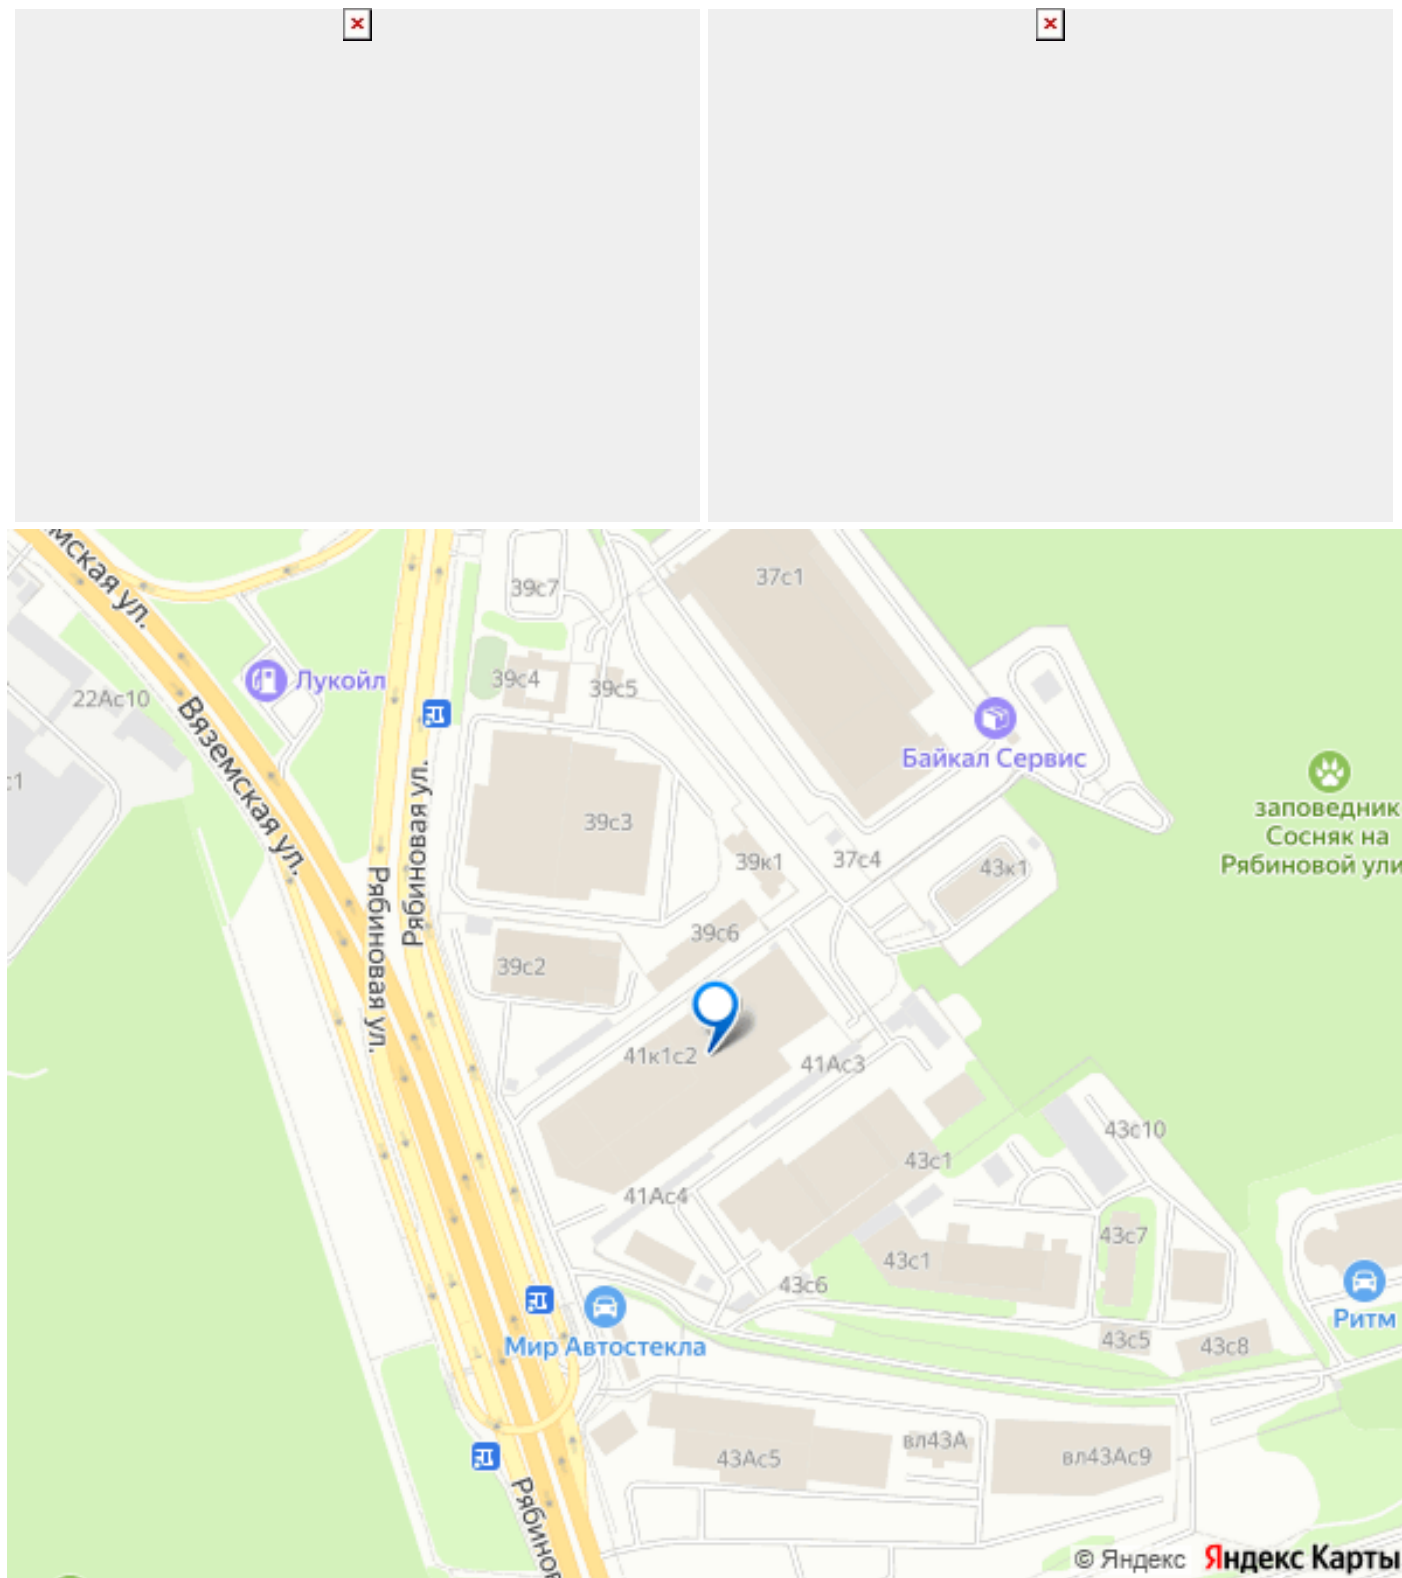 мская ул.
37с1
39с7
Лукойл
39с4
39с5
22Ас10
Вяземская ул.
Байкал Сервис
с1
заповедник
Сосняк на
Рябиновой ули
Рябиновая ул.
39с3
39к1
37с4
43к1
Рябиновая ул.
39с6
39с2
41к1с2
41Ас3
43с10
43с1
41Ас4
43с7
43с1
43с6
Ритм
Мир Автостекла
43с5
43с8
вл43А
43Ас5
вл43Ас9
Рябинов
© Яндекс Яндекс Карты